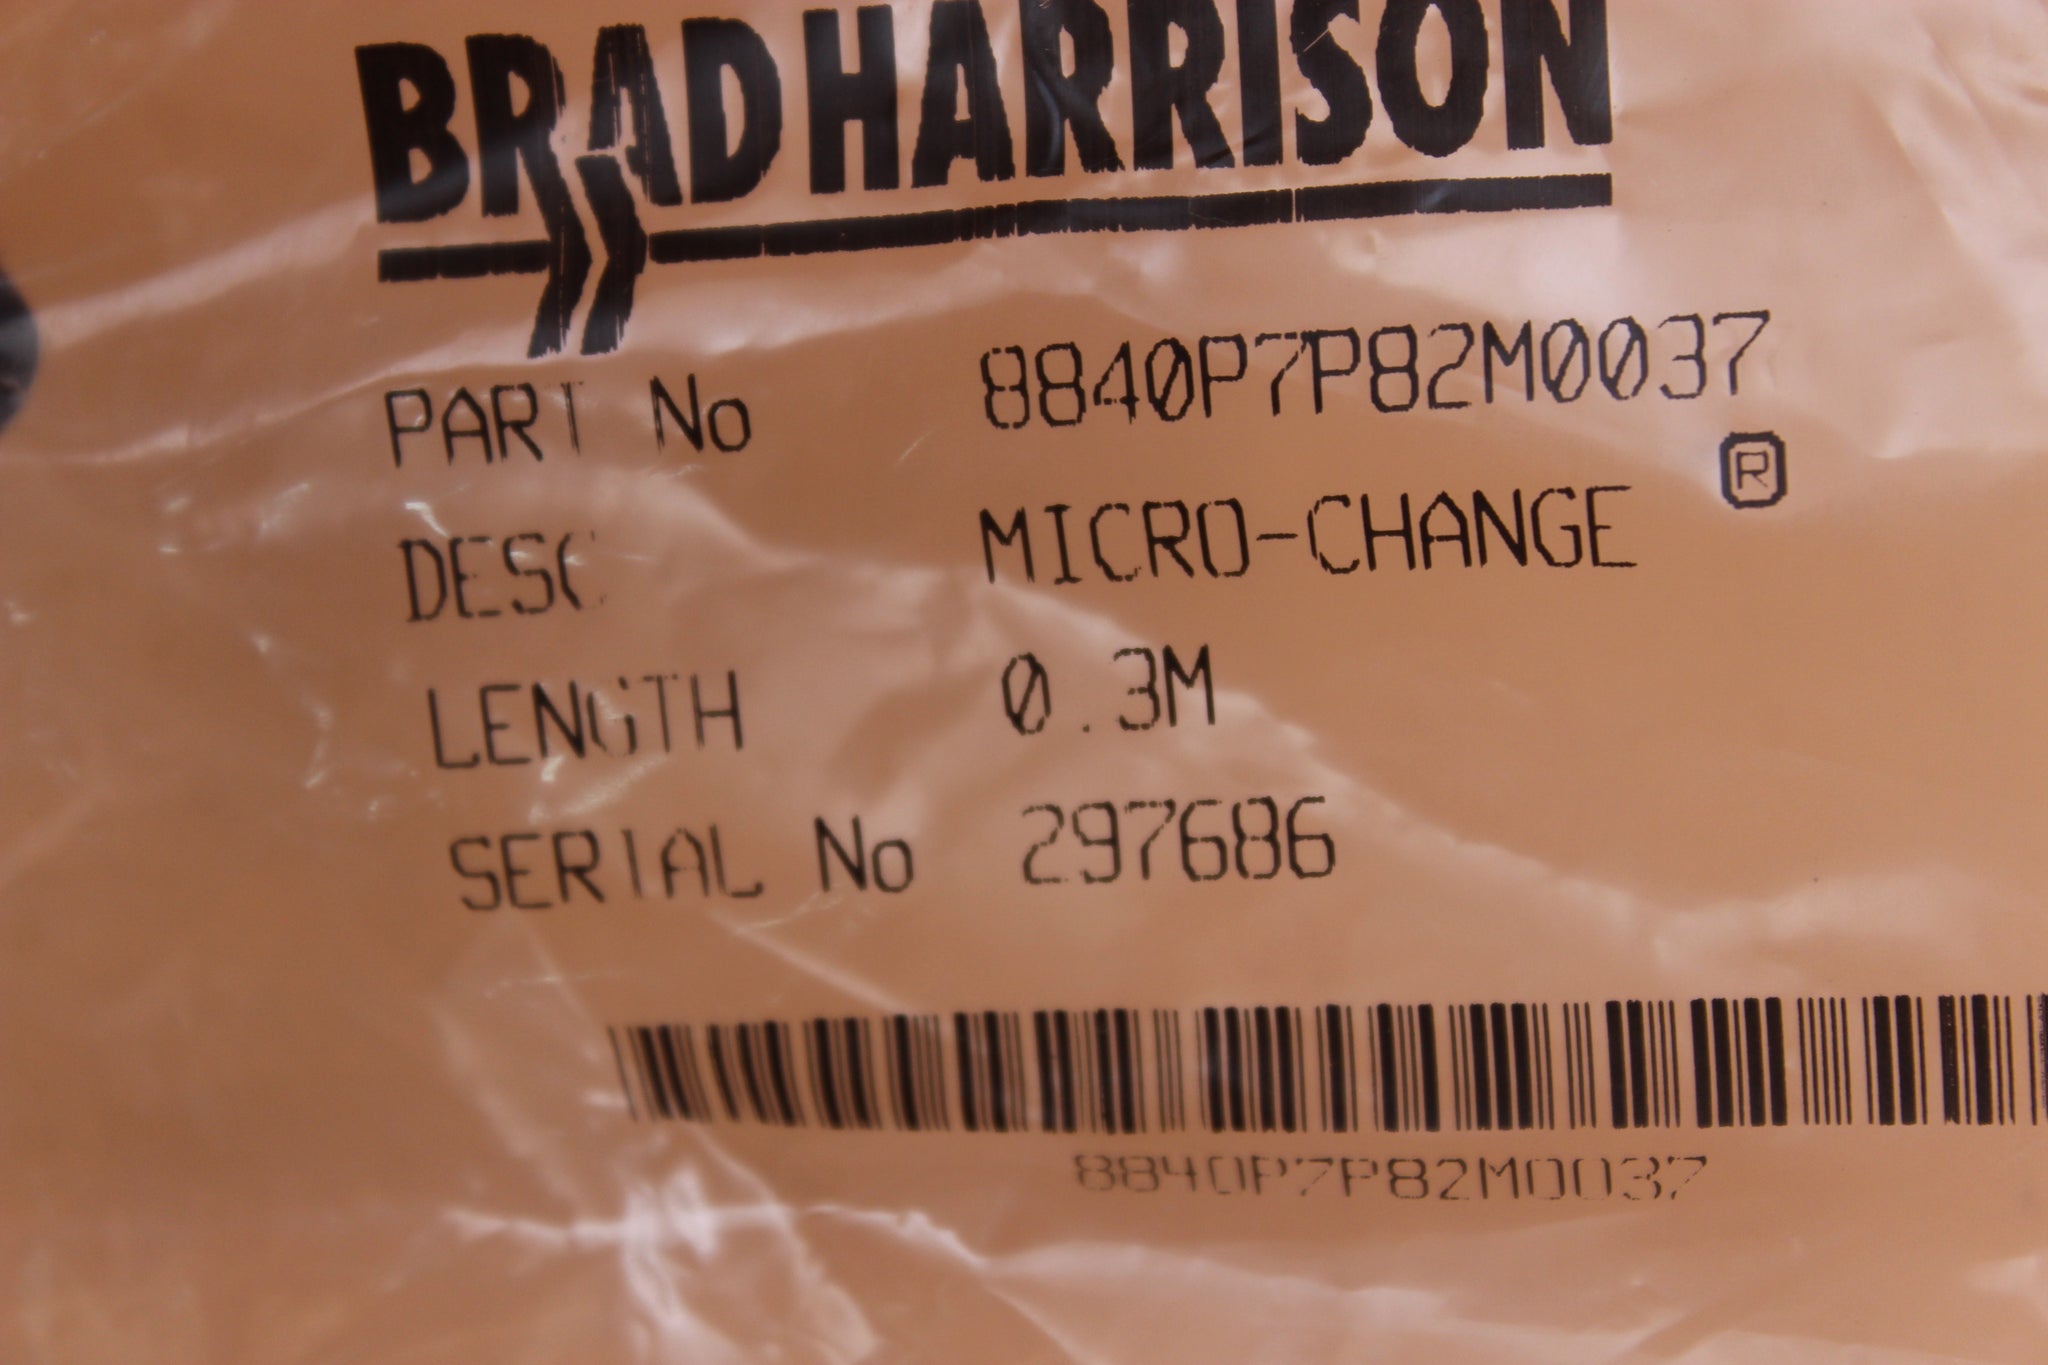 BRADHARRISON
PART No 8840P7P82M0037
DESC MICRO-CHANGE ®
LENGTH 0.3M
SERIAL No 297686
8840P7P82M0037